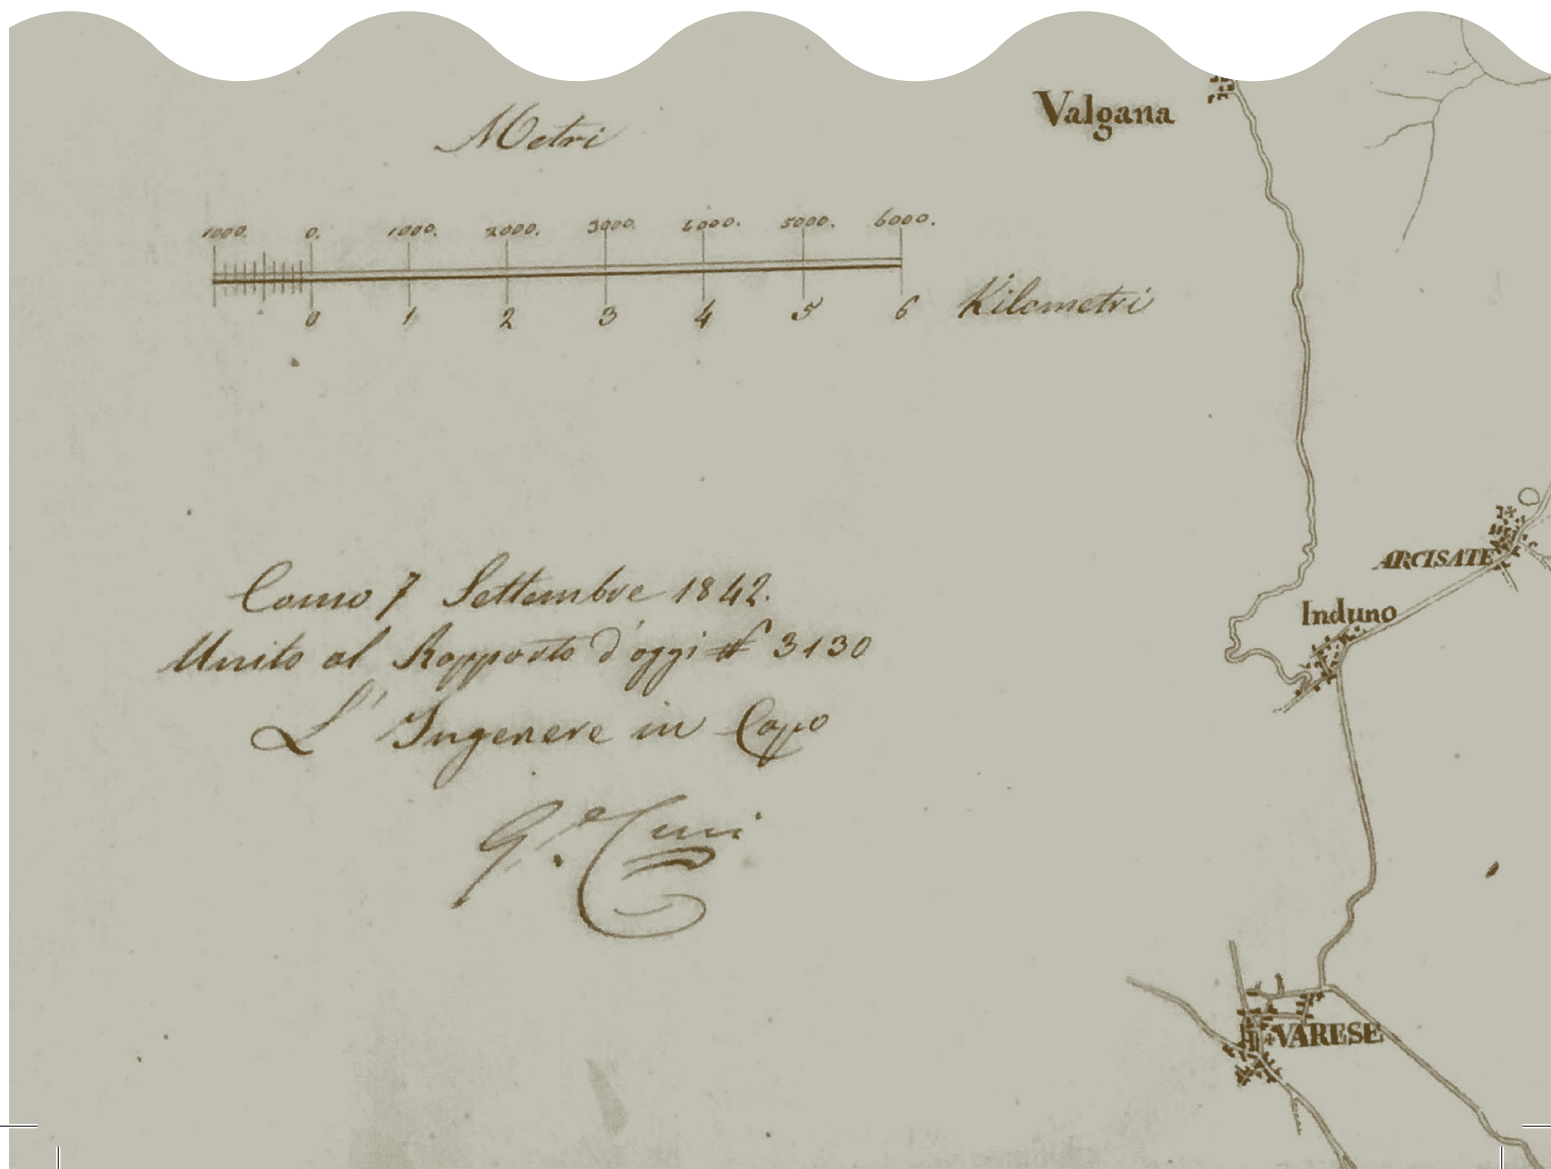 Metri
1000. 0. 1000. 2000. 3000. 4000. 5000. 6000.
0 1 2 3 4 5 6 Kilometri
Como 7 Settembre 1842.
Unito al Rapporto d'oggi N 3130
L'Ingenere in Capo
Valgana
ARCISATE
Induno
VARESE